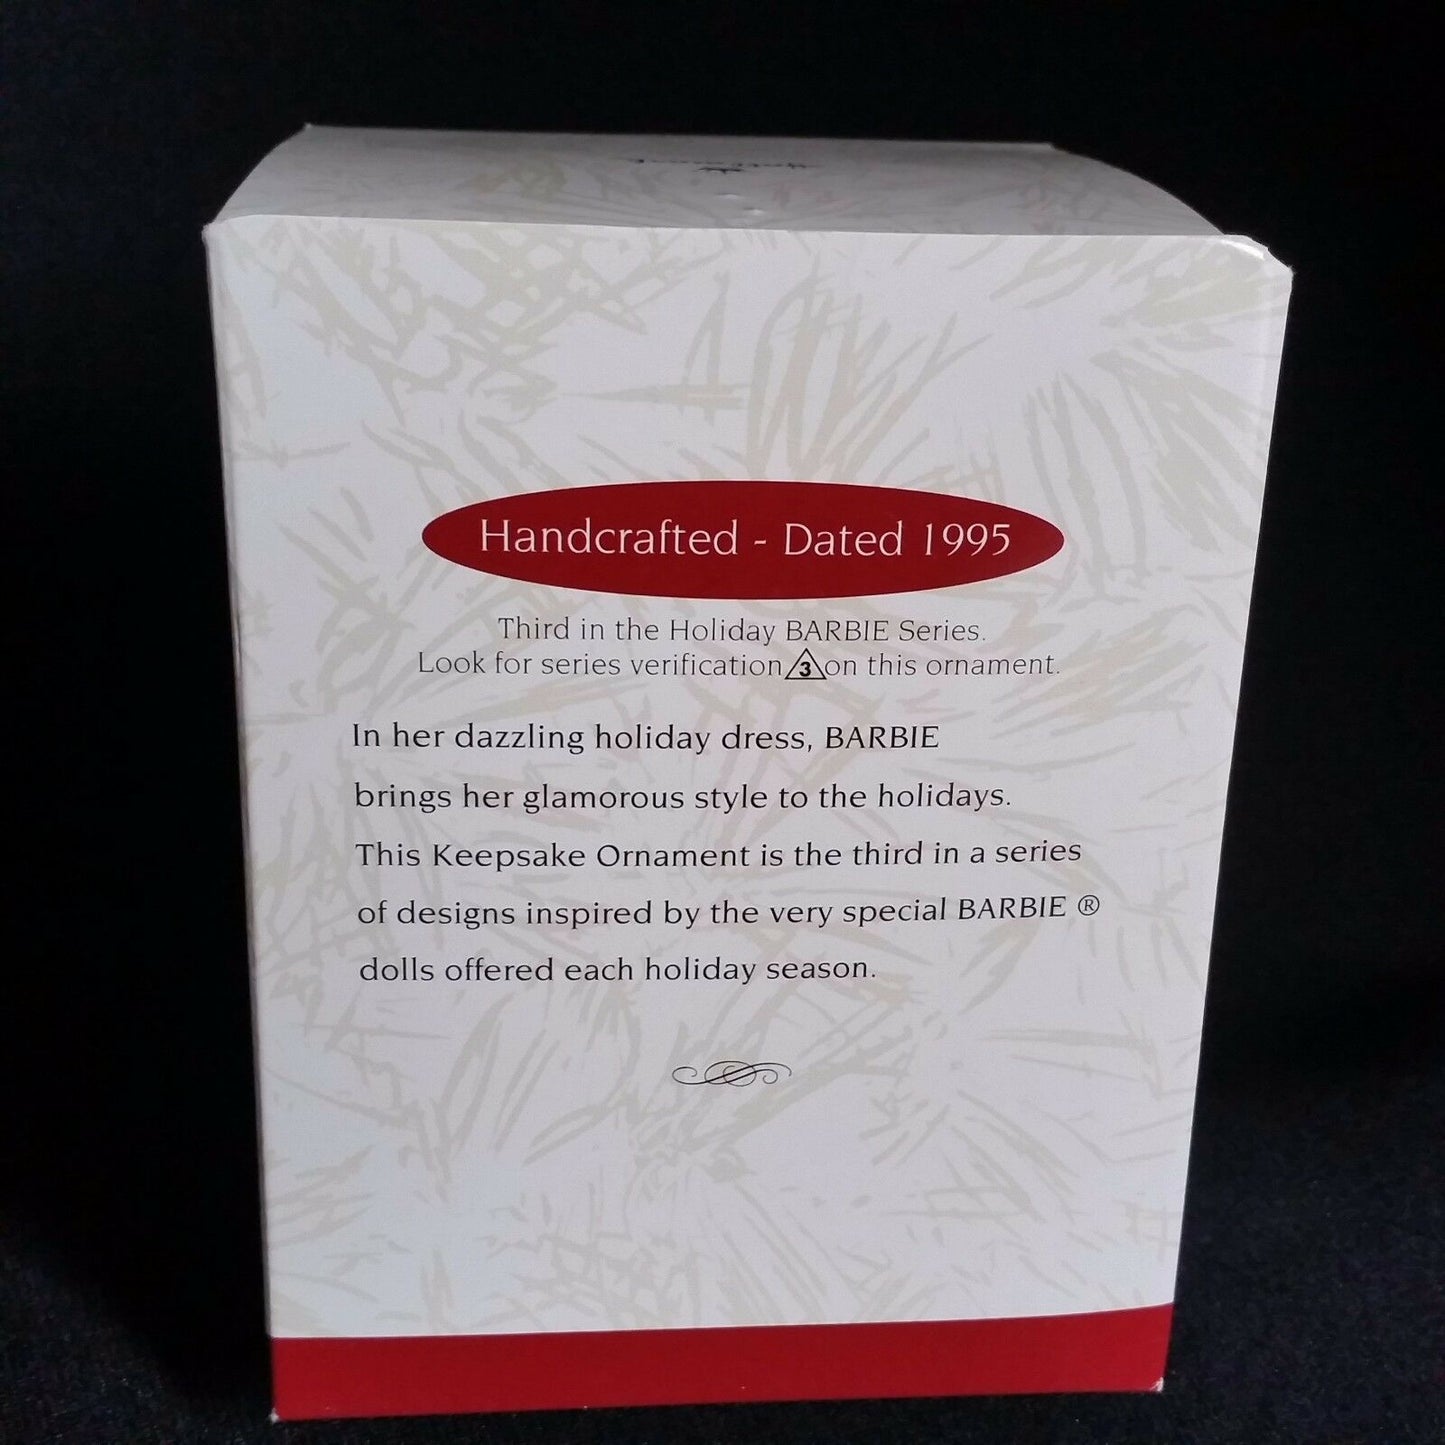 Hallmark
Handcrafted - Dated 1995
Third in the Holiday BARBIE Series.
Look for series verification 3 on this ornament.
In her dazzling holiday dress, BARBIE
brings her glamorous style to the holidays.
This Keepsake Ornament is the third in a series
of designs inspired by the very special BARBIE ®
dolls offered each holiday season.